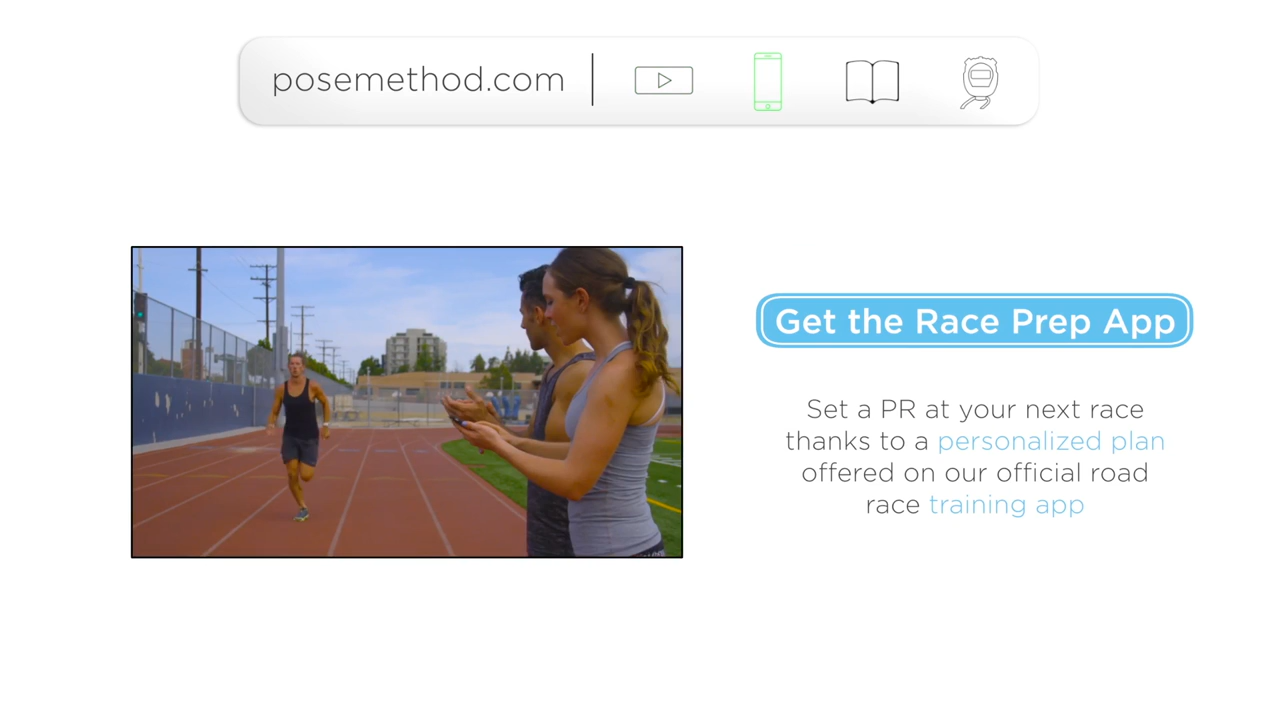 posemethod.com
Get the Race Prep App
Set a PR at your next race
thanks to a personalized plan
offered on our official road
race training app